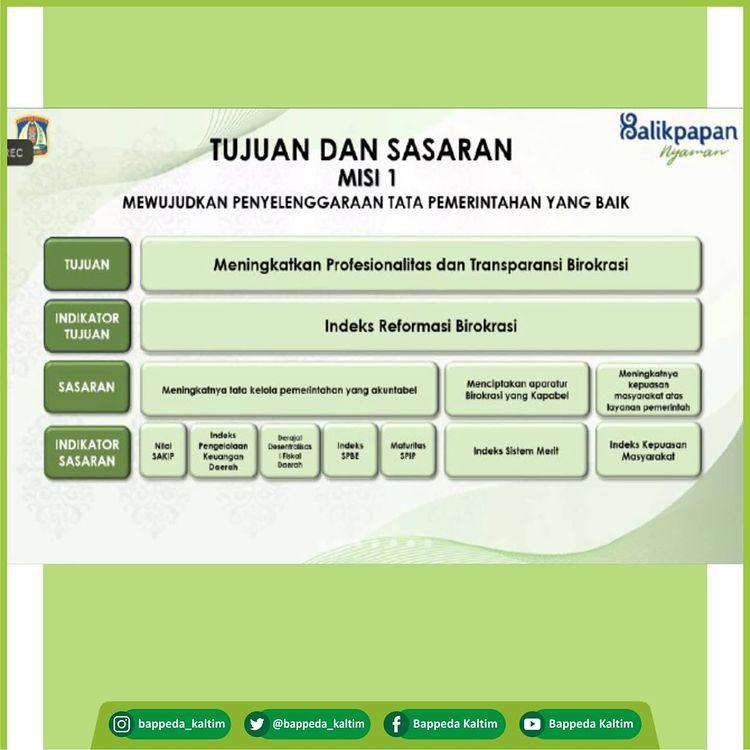 REC
Balikpapan
Nyaman
TUJUAN DAN SASARAN
MISI 1
MEWUJUDKAN PENYELENGGARAAN TATA PEMERINTAHAN YANG BAIK
TUJUAN
Meningkatkan Profesionalitas dan Transparansi Birokrasi
INDIKATOR
TUJUAN
Indeks Reformasi Birokrasi
SASARAN
Meningkatnya tata kelola pemerintahan yang akuntabel
Menciptakan aparatur
Birokrasi yang Kapabel
Meningkatnya
kepuasan
masyarakat atas
layanan pemerintah
INDIKATOR
SASARAN
Nilai
SAKIP
Indeks
Pengelolaan
Keuangan
Daerah
Derajat
Desentralisas
i Fiskal
Daerah
Indeks
SPBE
Maturitas
SPIP
Indeks Sistem Merit
Indeks Kepuasan
Masyarakat
bappeda_kaltim
@bappeda_kaltim
Bappeda Kaltim
Bappeda Kaltim